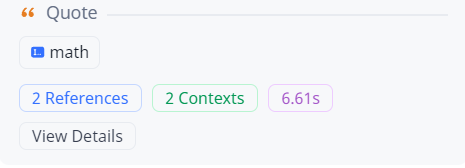 Quote
math
2 References 2 Contexts 6.61s
View Details